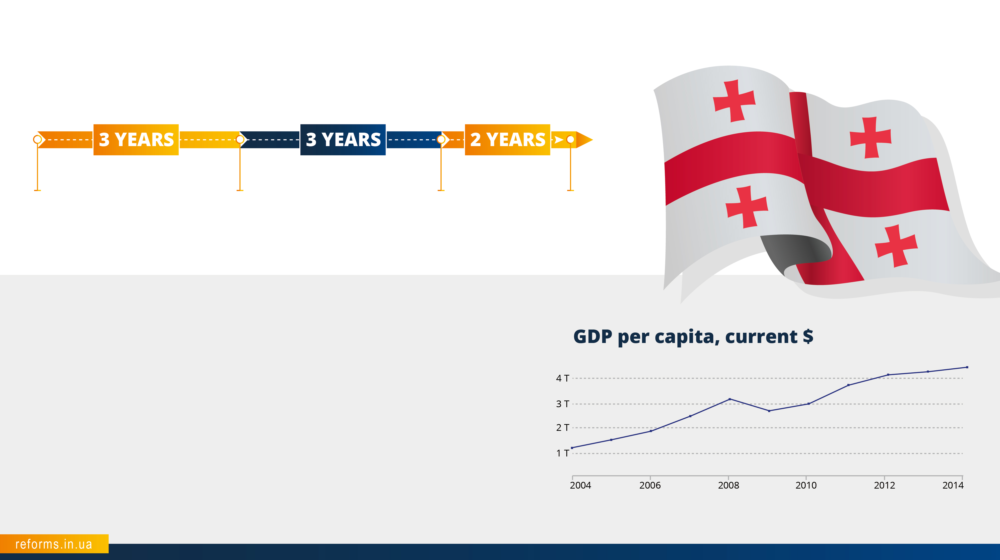 3 YEARS
3 YEARS
2 YEARS
GDP per capita, current $
4 T
3 T
2 T
1 T
2004 2006 2008 2010 2012 2014
reforms.in.ua